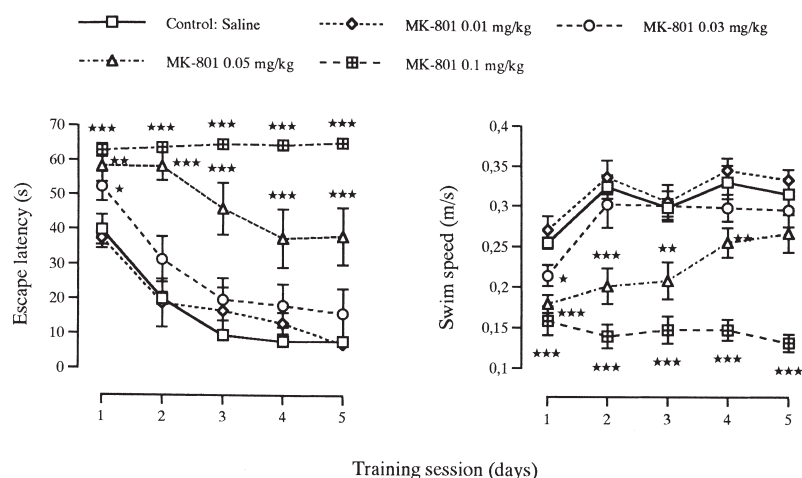 Control: Saline MK-801 0.01 mg/kg MK-801 0.03 mg/kg
MK-801 0.05 mg/kg MK-801 0.1 mg/kg
Escape latency (s)
70
60
50
40
30
20
10
0
★★★ ★★★ ★★★ ★★★ ★★★
★★ ★★★ ★★★
★
★★★ ★★★
1 2 3 4 5
Swim speed (m/s)
0,4
0,35
0,3
0,25
0,2
0,15
0,1
★★★ ★★ ★★
★
★★★
★★★ ★★★ ★★★ ★★★ ★★★
1 2 3 4 5
Training session (days)